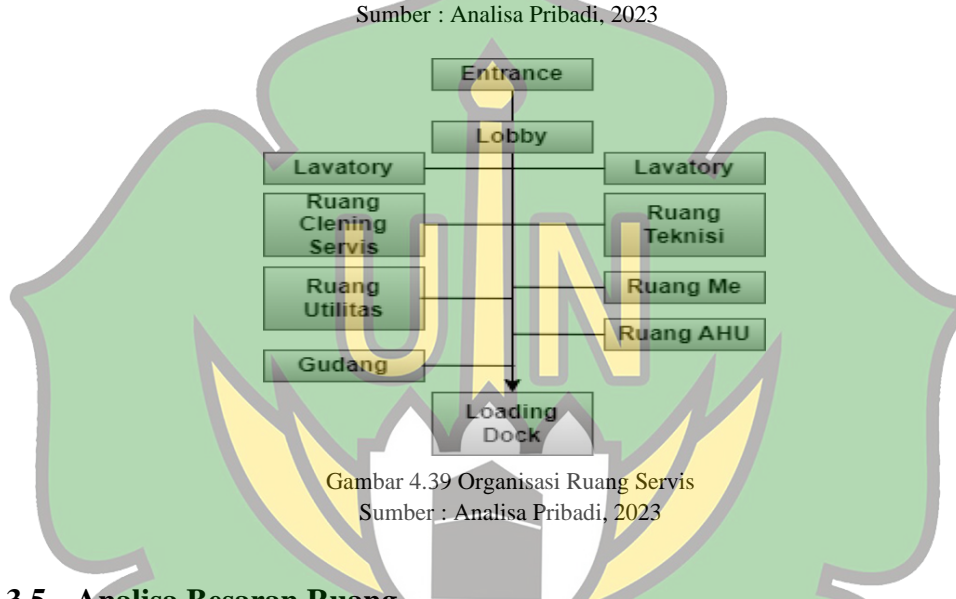 Sumber : Analisa Pribadi, 2023
Entrance
Lobby
Lavatory
Lavatory
Ruang
Clening
Servis
Ruang
Teknisi
Ruang
Utilitas
Ruang Me
Ruang AHU
Gudang
Loading
Dock
UIN
Gambar 4.39 Organisasi Ruang Servis
Sumber : Analisa Pribadi, 2023
3.5 Analisa Besaran Ruang